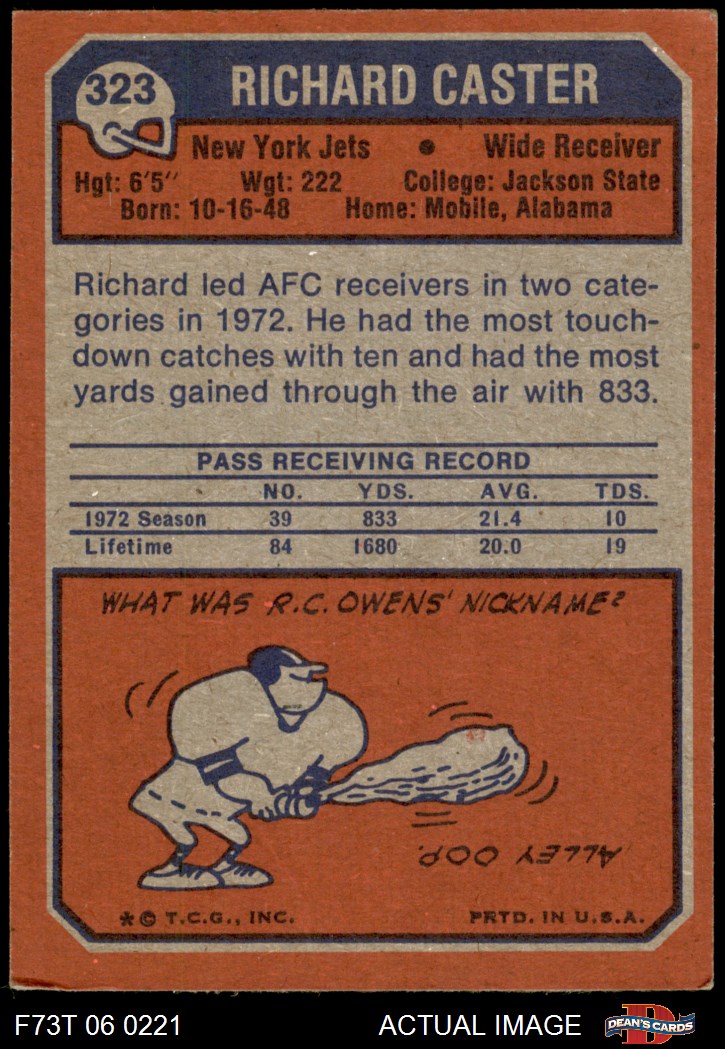 323
RICHARD CASTER
New York Jets • Wide Receiver
Hgt: 6'5'' Wgt: 222 College: Jackson State
Born: 10-16-48 Home: Mobile, Alabama
Richard led AFC receivers in two cate-
gories in 1972. He had the most touch-
down catches with ten and had the most
yards gained through the air with 833.
PASS RECEIVING RECORD
NO. YDS. AVG. TDS.
1972 Season 39 833 21.4 10
Lifetime 84 1680 20.0 19
WHAT WAS R.C. OWENS' NICKNAME?
ALLEY OOP.
*© T.C.G., INC. PRTD. IN U.S.A.
F73T 06 0221 ACTUAL IMAGE
D
DEAN'S CARDS